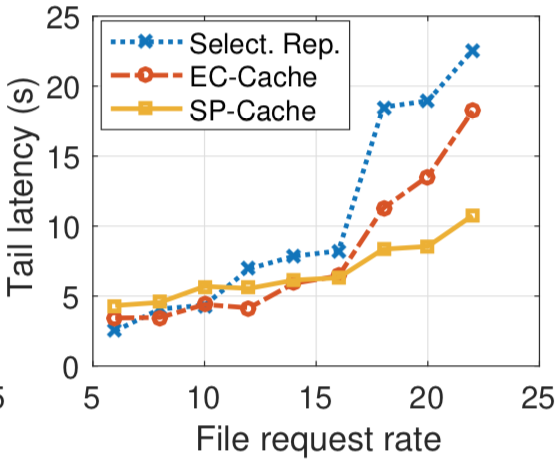 Tail latency (s)
25
20
15
10
5
0
Select. Rep.
EC-Cache
SP-Cache
5
5 10 15 20 25
File request rate